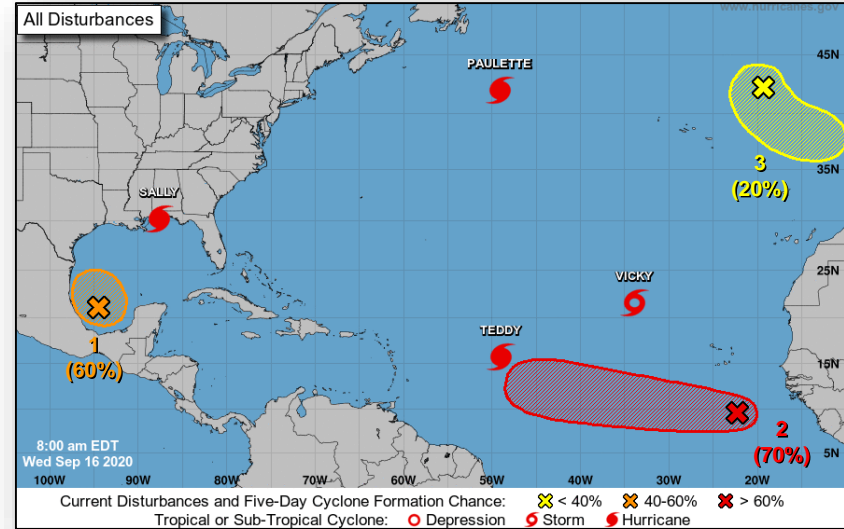 All Disturbances
www.hurricanes.gov
PAULETTE
45N
3
(20%)
35N
SALLY
VICKY
25N
TEDDY
1
(60%)
15N
2
(70%)
5N
8:00 am EDT
Wed Sep 16 2020
100W 90W 80W 70W 60W 50W 40W 30W 20W
Current Disturbances and Five-Day Cyclone Formation Chance: < 40% 40-60% > 60%
Tropical or Sub-Tropical Cyclone: Depression Storm Hurricane